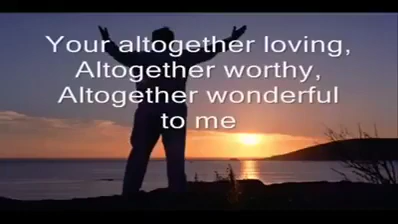 Your altogether loving,
Altogether worthy,
Altogether wonderful
to me